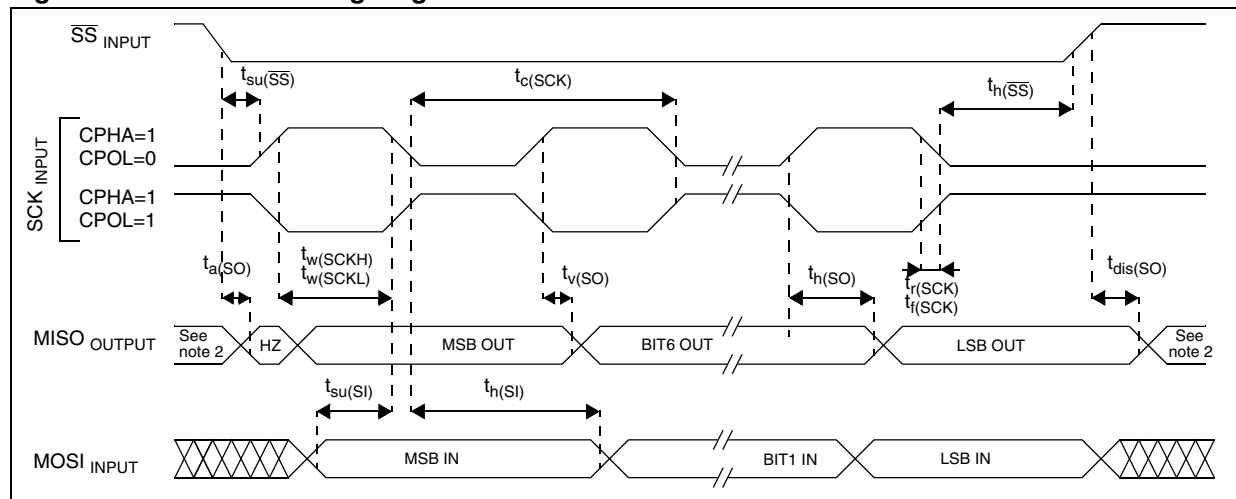 SS INPUT
tsu(SS)
tc(SCK)
th(SS)
SCK INPUT
CPHA=1
CPOL=0
CPHA=1
CPOL=1
ta(SO)
tw(SCKH)
tw(SCKL)
tv(SO)
th(SO)
tr(SCK)
tf(SCK)
tdis(SO)
MISO OUTPUT
See note 2
HZ
MSB OUT
BIT6 OUT
LSB OUT
See note 2
tsu(SI)
th(SI)
MOSI INPUT
MSB IN
BIT1 IN
LSB IN